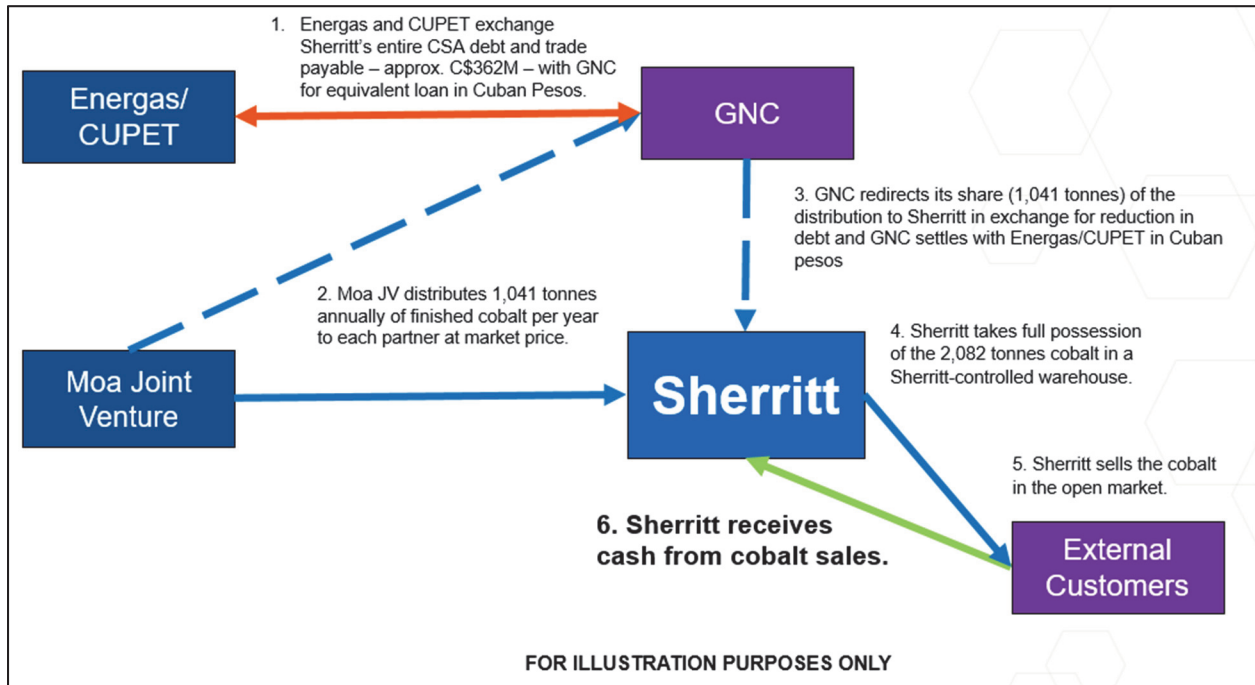 1. Energas and CUPET exchange
Sherritt's entire CSA debt and trade
payable – approx. C$362M – with GNC
for equivalent loan in Cuban Pesos.
Energas/
CUPET
GNC
3. GNC redirects its share (1,041 tonnes) of the
distribution to Sherritt in exchange for reduction in
debt and GNC settles with Energas/CUPET in Cuban
pesos
2. Moa JV distributes 1,041 tonnes
annually of finished cobalt per year
to each partner at market price.
4. Sherritt takes full possession
of the 2,082 tonnes cobalt in a
Sherritt-controlled warehouse.
Moa Joint
Venture
Sherritt
5. Sherritt sells the cobalt
in the open market.
6. Sherritt receives
cash from cobalt sales.
External
Customers
FOR ILLUSTRATION PURPOSES ONLY